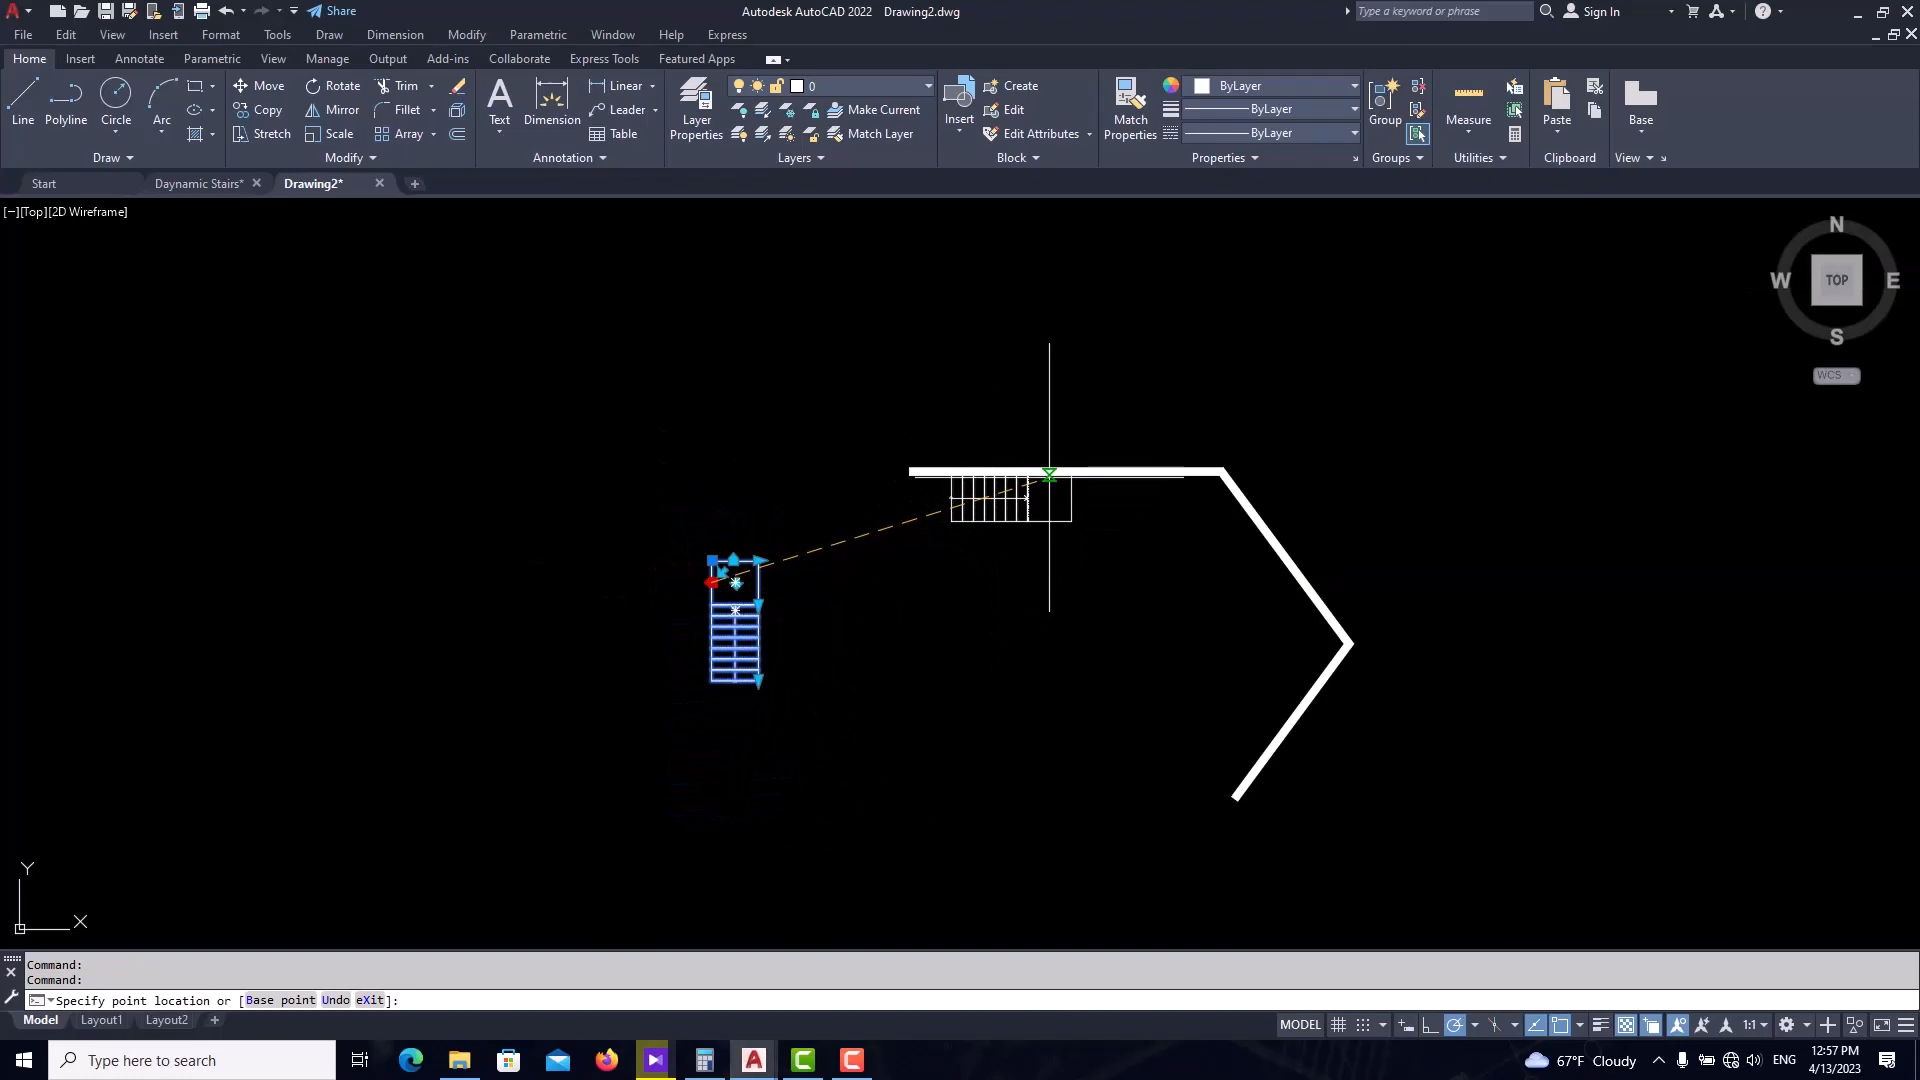 Share
Autodesk AutoCAD 2022 Drawing2.dwg
Type a keyword or phrase
Sign In
File Edit View Insert Format Tools Draw Dimension Modify Parametric Window Help Express
Home Insert Annotate Parametric View Manage Output Add-ins Collaborate Express Tools Featured Apps
Line
Polyline
Circle
Arc
Draw
Move
Rotate
Trim
Copy
Mirror
Fillet
Stretch
Scale
Array
Modify
Text
Dimension
Linear
Leader
Table
Annotation
Layer
Properties
0
Make Current
Match Layer
Layers
Insert
Create
Edit
Edit Attributes
Block
Match
Properties
ByLayer
ByLayer
ByLayer
Properties
Group
Groups
Measure
Utilities
Paste
Clipboard
Base
View
Start Daynamic Stairs* Drawing2*
[−][Top][2D Wireframe]
N
W TOP E
S
WCS
Y
X
Command:
Command:
Specify point location or [Base point Undo eXit]:
Model Layout1 Layout2
MODEL 1:1
Type here to search
67°F Cloudy
ENG
12:57 PM
4/13/2023